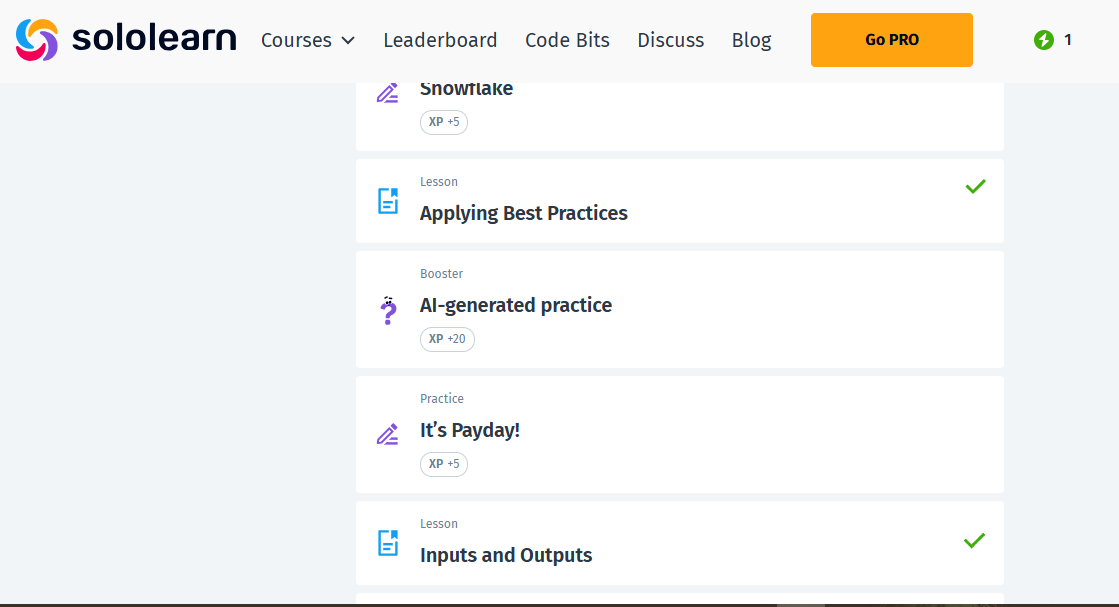 sololearn Courses Leaderboard Code Bits Discuss Blog Go PRO 1
Snowflake
XP +5
Lesson
Applying Best Practices
Booster
AI-generated practice
XP +20
Practice
It’s Payday!
XP +5
Lesson
Inputs and Outputs